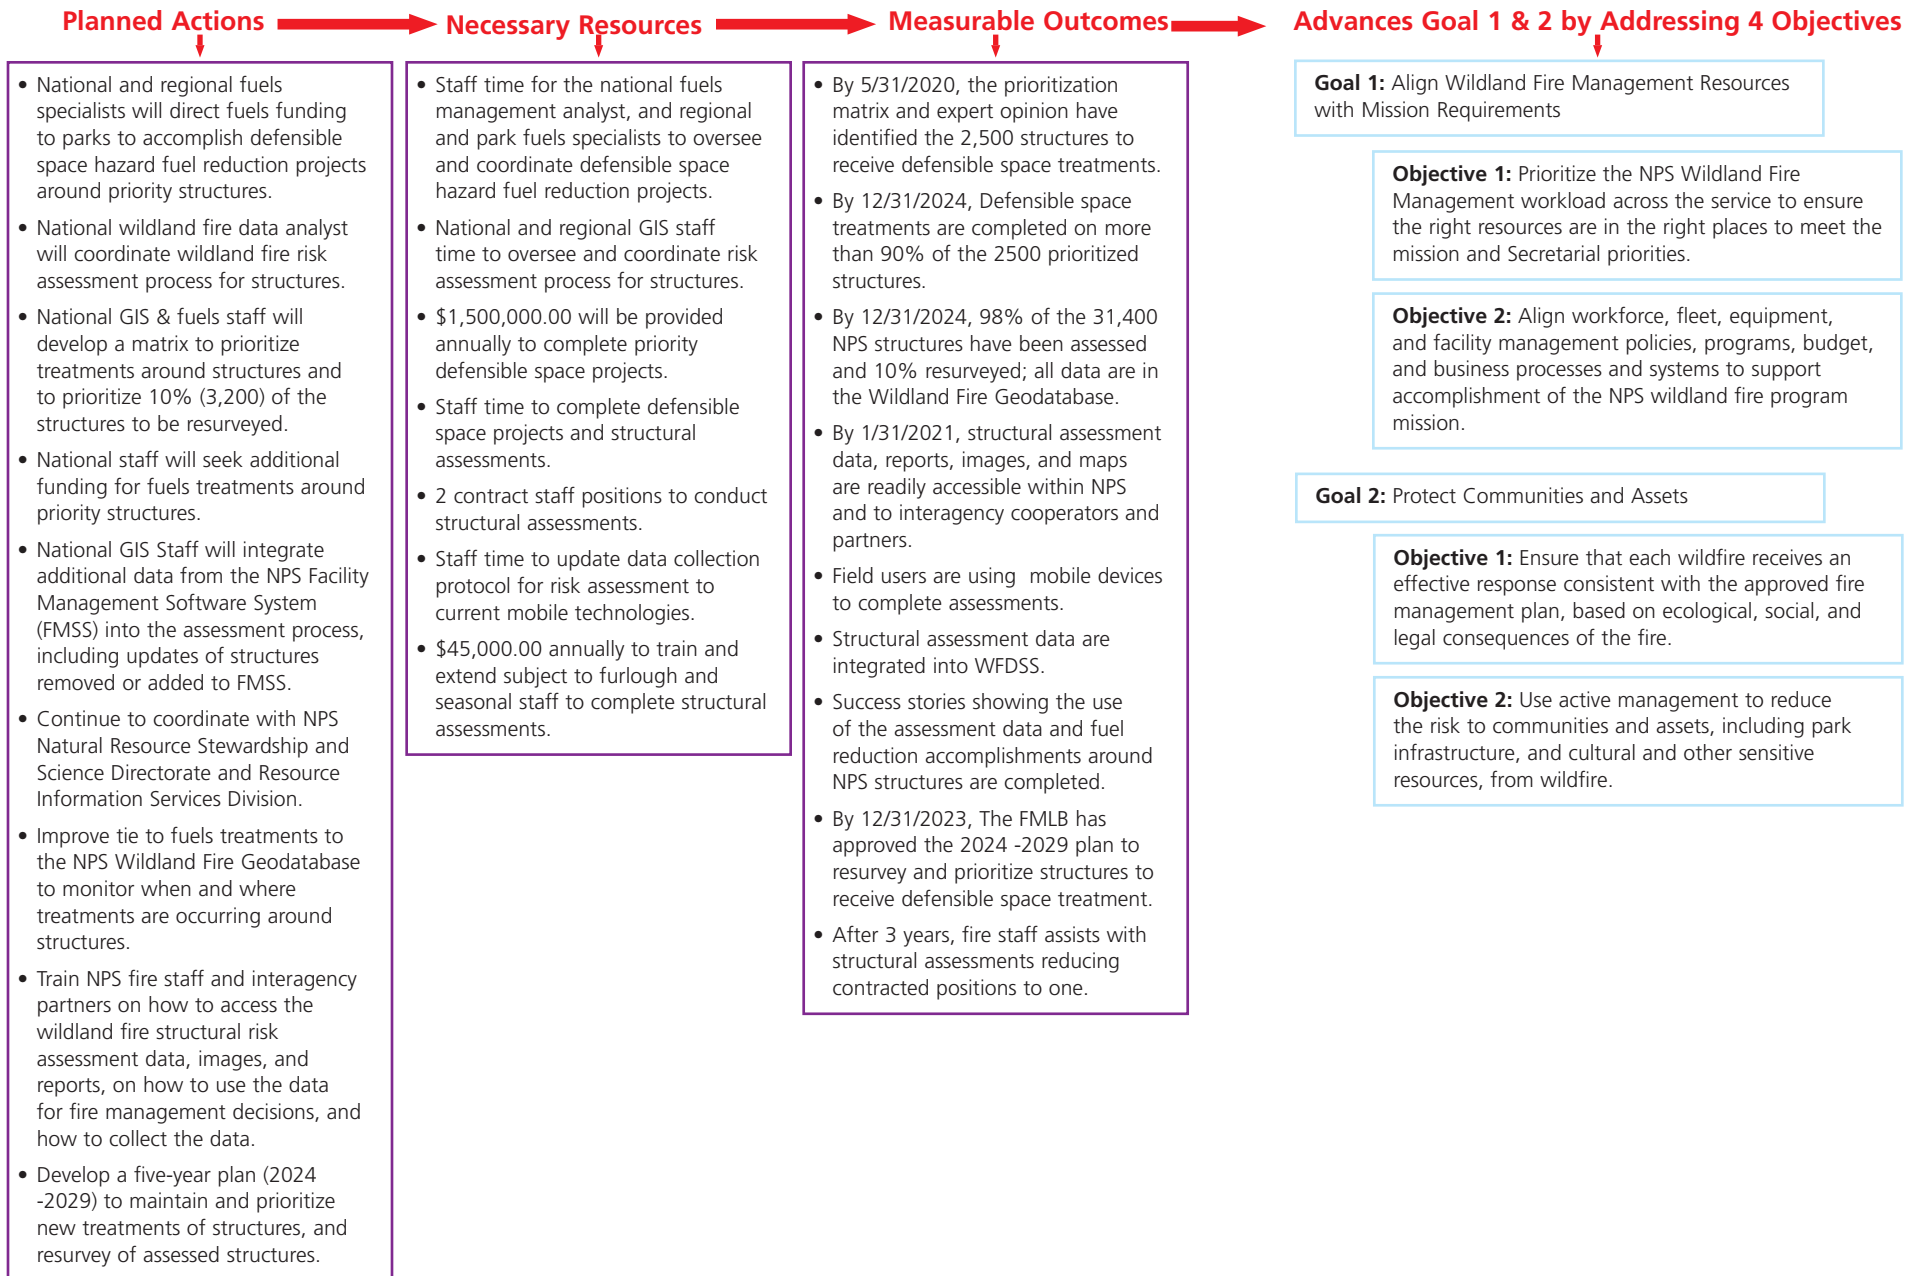 Planned Actions
Necessary Resources
Measurable Outcomes
Advances Goal 1 & 2 by Addressing 4 Objectives
• National and regional fuels
specialists will direct fuels funding
to parks to accomplish defensible
space hazard fuel reduction projects
around priority structures.
• National wildland fire data analyst
will coordinate wildland fire risk
assessment process for structures.
• National GIS & fuels staff will
develop a matrix to prioritize
treatments around structures and
to prioritize 10% (3,200) of the
structures to be resurveyed.
• National staff will seek additional
funding for fuels treatments around
priority structures.
• National GIS Staff will integrate
additional data from the NPS Facility
Management Software System
(FMSS) into the assessment process,
including updates of structures
removed or added to FMSS.
• Continue to coordinate with NPS
Natural Resource Stewardship and
Science Directorate and Resource
Information Services Division.
• Improve tie to fuels treatments to
the NPS Wildland Fire Geodatabase
to monitor when and where
treatments are occurring around
structures.
• Train NPS fire staff and interagency
partners on how to access the
wildland fire structural risk
assessment data, images, and
reports, on how to use the data
for fire management decisions, and
how to collect the data.
• Develop a five-year plan (2024
-2029) to maintain and prioritize
new treatments of structures, and
resurvey of assessed structures.
• Staff time for the national fuels
management analyst, and regional
and park fuels specialists to oversee
and coordinate defensible space
hazard fuel reduction projects.
• National and regional GIS staff
time to oversee and coordinate risk
assessment process for structures.
• $1,500,000.00 will be provided
annually to complete priority
defensible space projects.
• Staff time to complete defensible
space projects and structural
assessments.
• 2 contract staff positions to conduct
structural assessments.
• Staff time to update data collection
protocol for risk assessment to
current mobile technologies.
• $45,000.00 annually to train and
extend subject to furlough and
seasonal staff to complete structural
assessments.
• By 5/31/2020, the prioritization
matrix and expert opinion have
identified the 2,500 structures to
receive defensible space treatments.
• By 12/31/2024, Defensible space
treatments are completed on more
than 90% of the 2500 prioritized
structures.
• By 12/31/2024, 98% of the 31,400
NPS structures have been assessed
and 10% resurveyed; all data are in
the Wildland Fire Geodatabase.
• By 1/31/2021, structural assessment
data, reports, images, and maps
are readily accessible within NPS
and to interagency cooperators and
partners.
• Field users are using mobile devices
to complete assessments.
• Structural assessment data are
integrated into WFDSS.
• Success stories showing the use
of the assessment data and fuel
reduction accomplishments around
NPS structures are completed.
• By 12/31/2023, The FMLB has
approved the 2024 -2029 plan to
resurvey and prioritize structures to
receive defensible space treatment.
• After 3 years, fire staff assists with
structural assessments reducing
contracted positions to one.
Goal 1: Align Wildland Fire Management Resources
with Mission Requirements
Objective 1: Prioritize the NPS Wildland Fire
Management workload across the service to ensure
the right resources are in the right places to meet the
mission and Secretarial priorities.
Objective 2: Align workforce, fleet, equipment,
and facility management policies, programs, budget,
and business processes and systems to support
accomplishment of the NPS wildland fire program
mission.
Goal 2: Protect Communities and Assets
Objective 1: Ensure that each wildfire receives an
effective response consistent with the approved fire
management plan, based on ecological, social, and
legal consequences of the fire.
Objective 2: Use active management to reduce
the risk to communities and assets, including park
infrastructure, and cultural and other sensitive
resources, from wildfire.